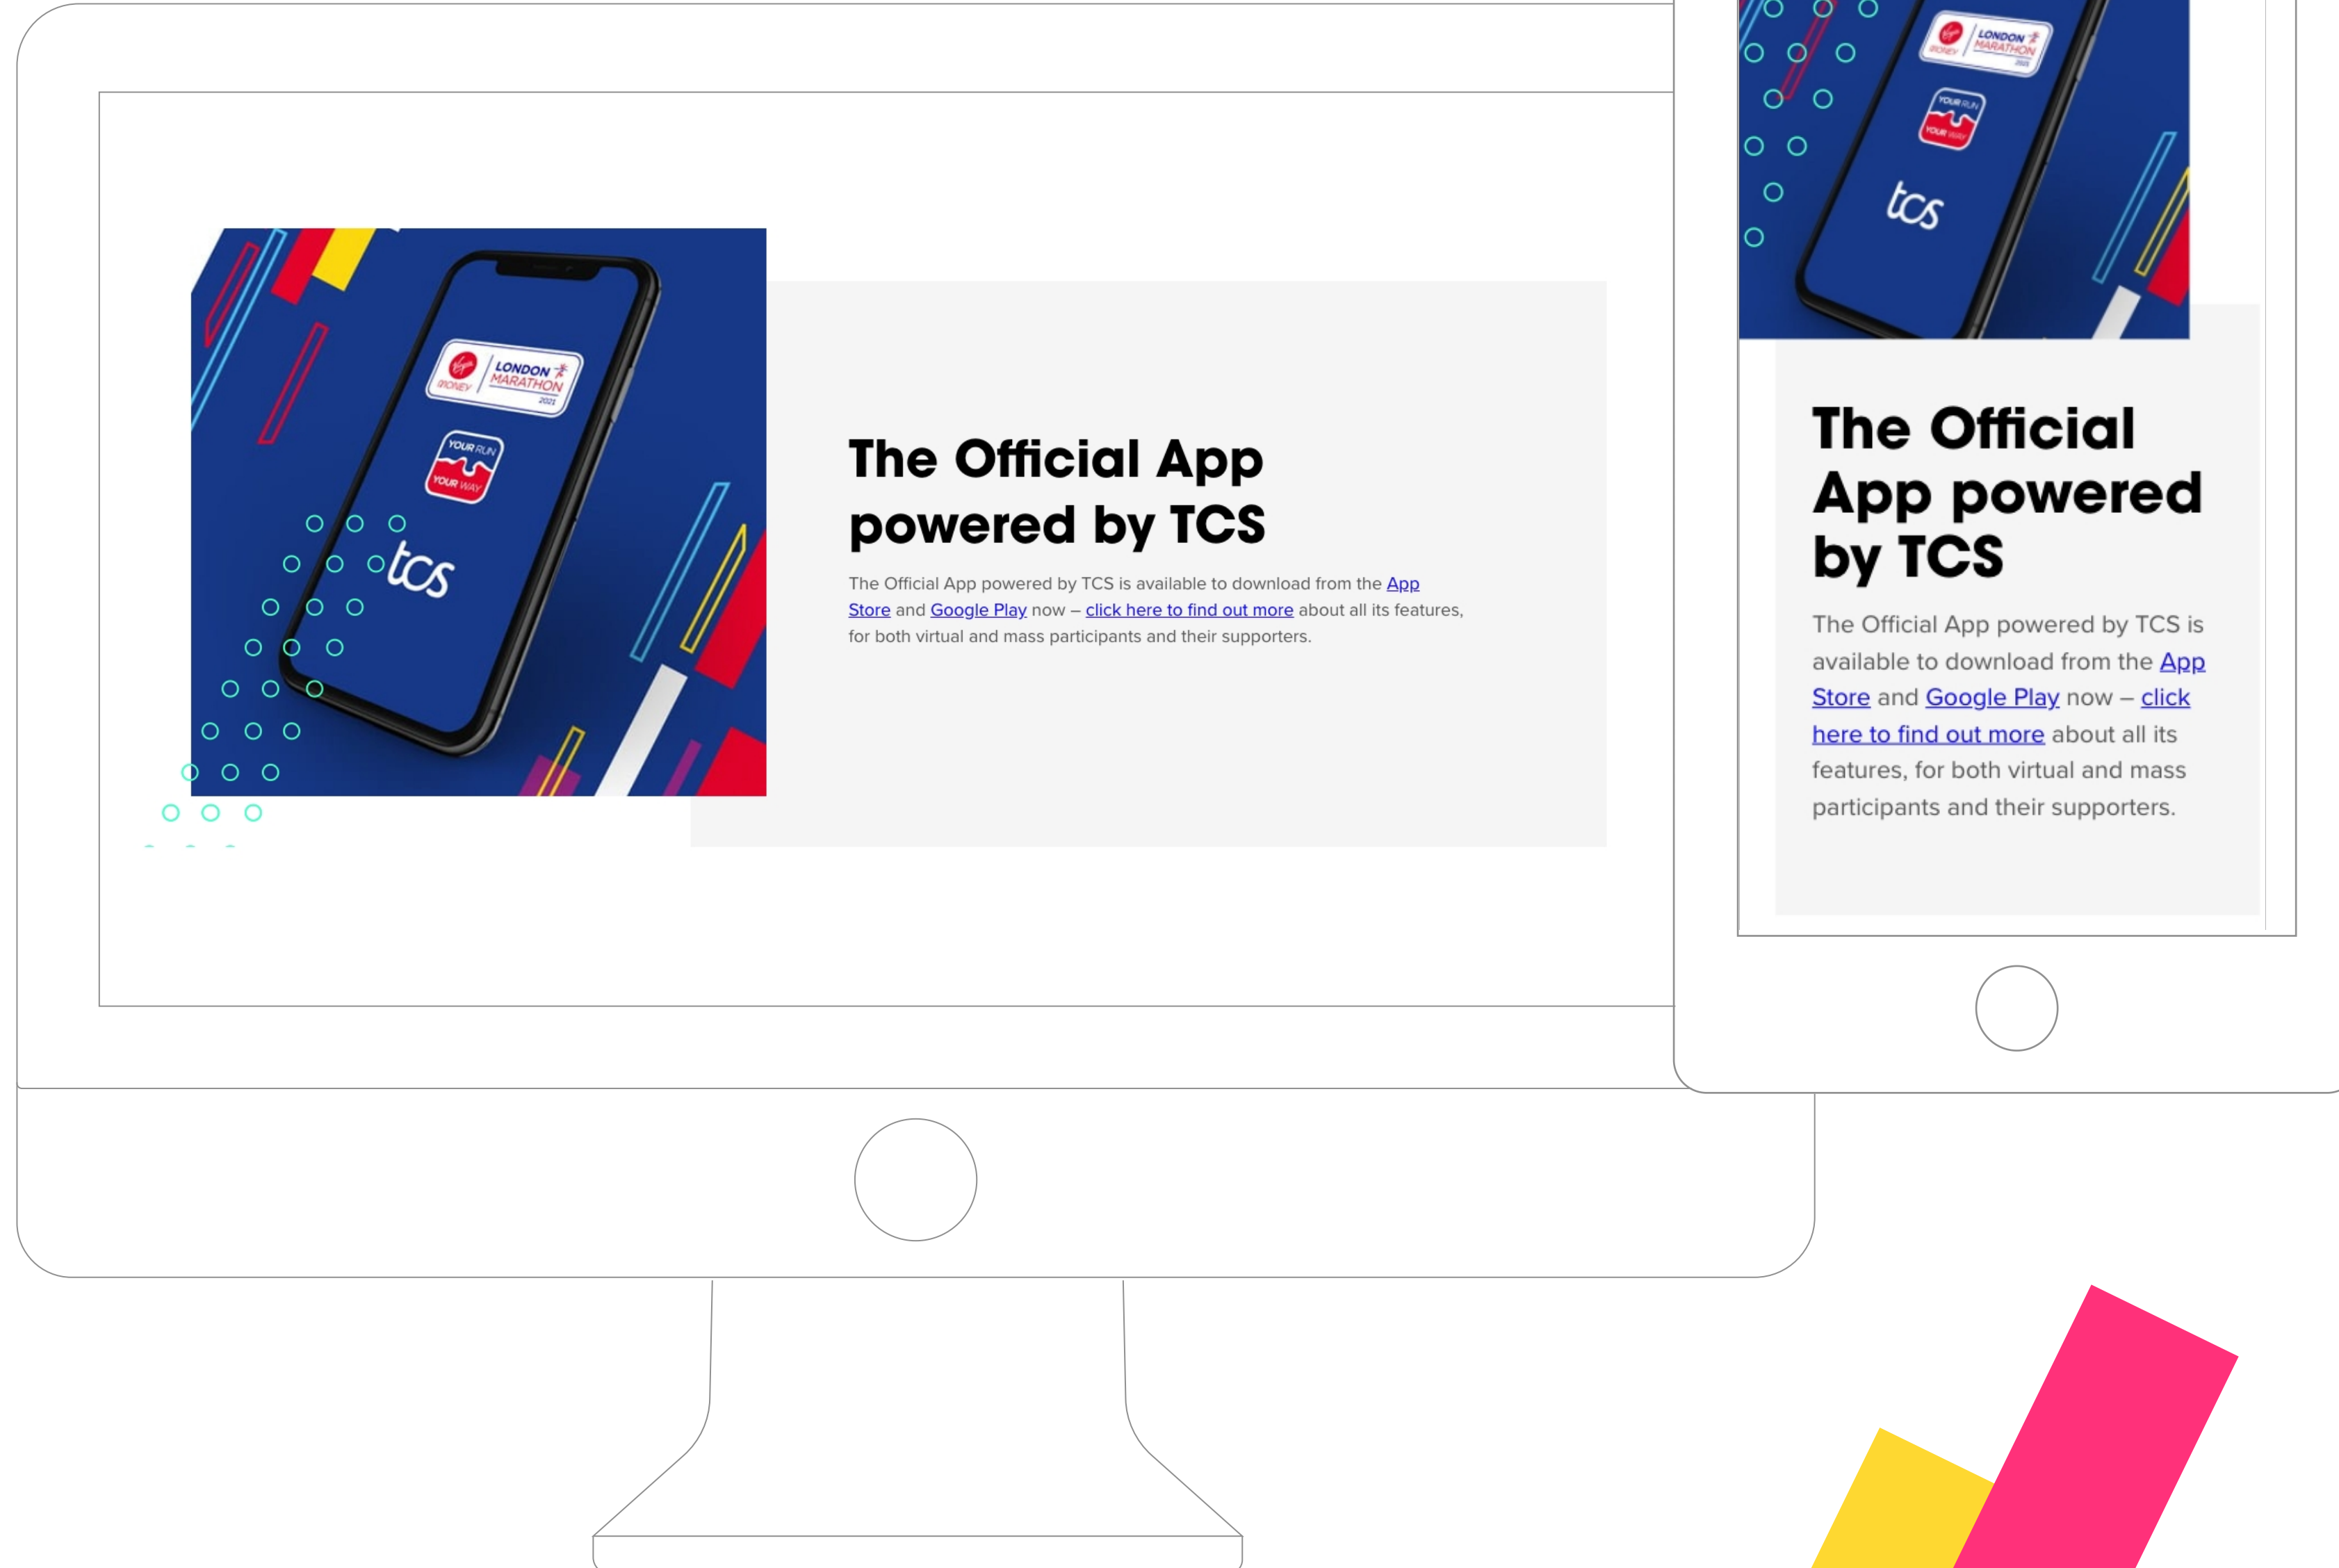 Virgin
money
LONDON
MARATHON
2021
YOUR RUN
YOUR WAY
tcs
The Official App
powered by TCS
The Official App powered by TCS is available to download from the App
Store and Google Play now – click here to find out more about all its features,
for both virtual and mass participants and their supporters.
Virgin
money
LONDON
MARATHON
2021
YOUR RUN
YOUR WAY
tcs
The Official
App powered
by TCS
The Official App powered by TCS is
available to download from the App
Store and Google Play now – click
here to find out more about all its
features, for both virtual and mass
participants and their supporters.